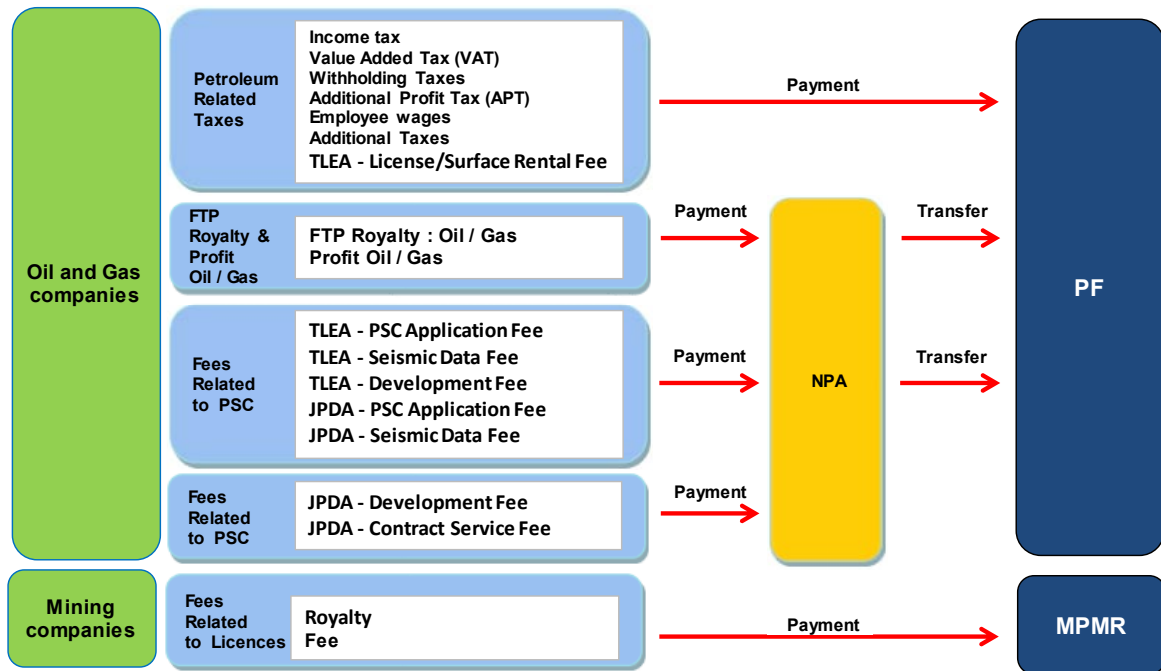 Oil and Gas
companies
Petroleum
Related
Taxes
Income tax
Value Added Tax (VAT)
Withholding Taxes
Additional Profit Tax (APT)
Employee wages
Additional Taxes
TLEA - License/Surface Rental Fee
Payment
PF
FTP
Royalty &
Profit
Oil / Gas
FTP Royalty : Oil / Gas
Profit Oil / Gas
Payment
Transfer
NPA
Fees
Related
to PSC
TLEA - PSC Application Fee
TLEA - Seismic Data Fee
TLEA - Development Fee
JPDA - PSC Application Fee
JPDA - Seismic Data Fee
Payment
Transfer
Fees
Related
to PSC
JPDA - Development Fee
JPDA - Contract Service Fee
Payment
Mining
companies
Fees
Related
to Licences
Royalty
Fee
Payment
MPMR